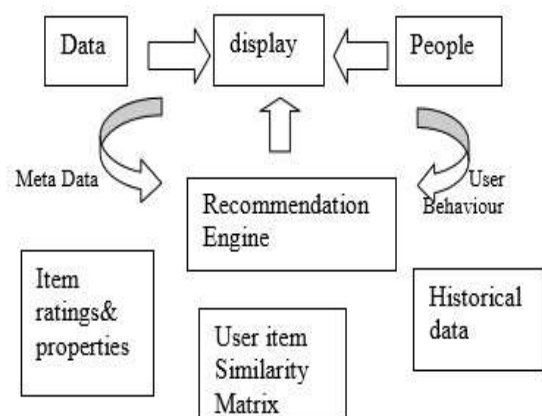 Data
display
People
Meta Data
User
Behaviour
Recommendation
Engine
Item
ratings&
properties
User item
Similarity
Matrix
Historical
data